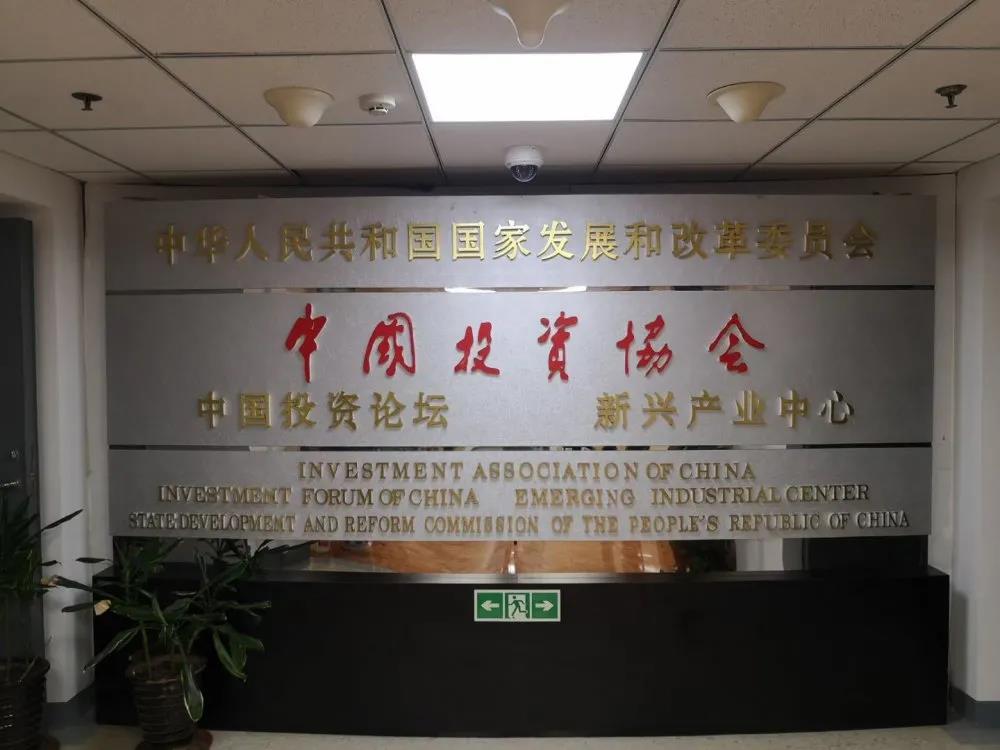 中华人民共和国国家发展和改革委员会
中國投資協會
中国投资论坛 新兴产业中心
INVESTMENT ASSOCIATION OF CHINA
INVESTMENT FORUM OF CHINA EMERGING INDUSTRIAL CENTER
STATE DEVELOPMENT AND REFORM COMMISSION OF THE PEOPLE'S REPUBLIC OF CHINA